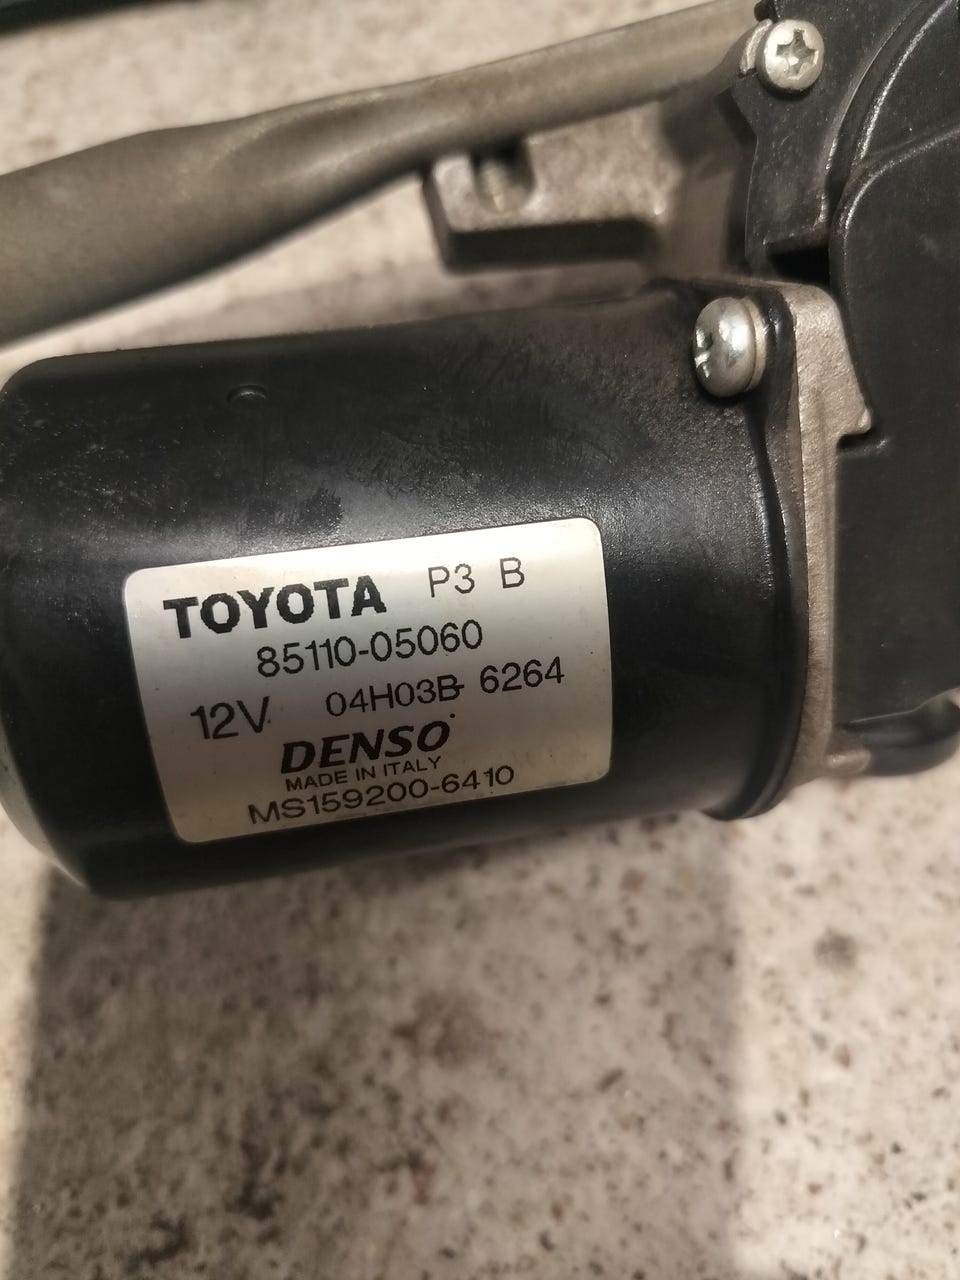 TOYOTA P3 B
85110-05060
12V 04H03B- 6264
DENSO
MADE IN ITALY
MS159200-6410